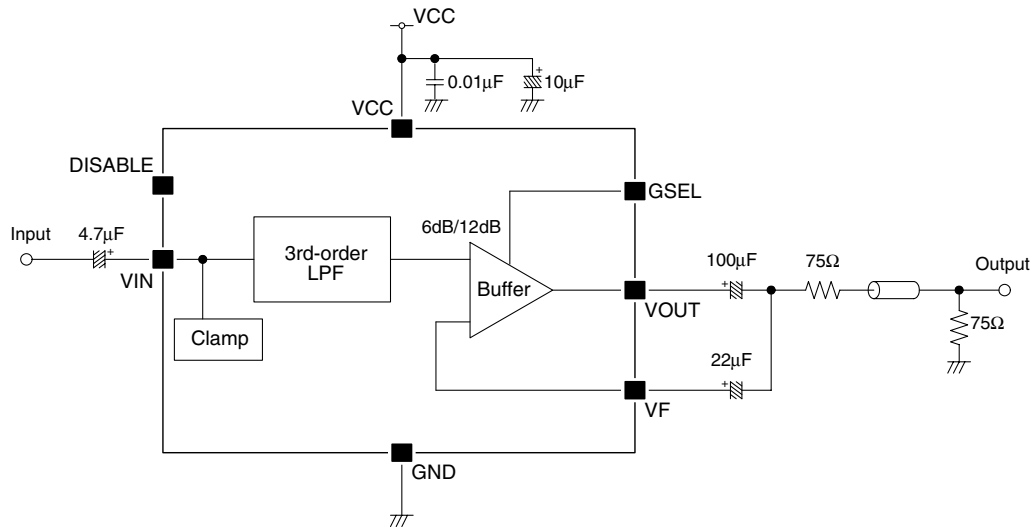 VCC
0.01μF
10μF
VCC
DISABLE
GSEL
Input
4.7μF
6dB/12dB
3rd-order
LPF
VIN
Buffer
100μF
75Ω
Output
VOUT
Clamp
75Ω
22μF
VF
GND